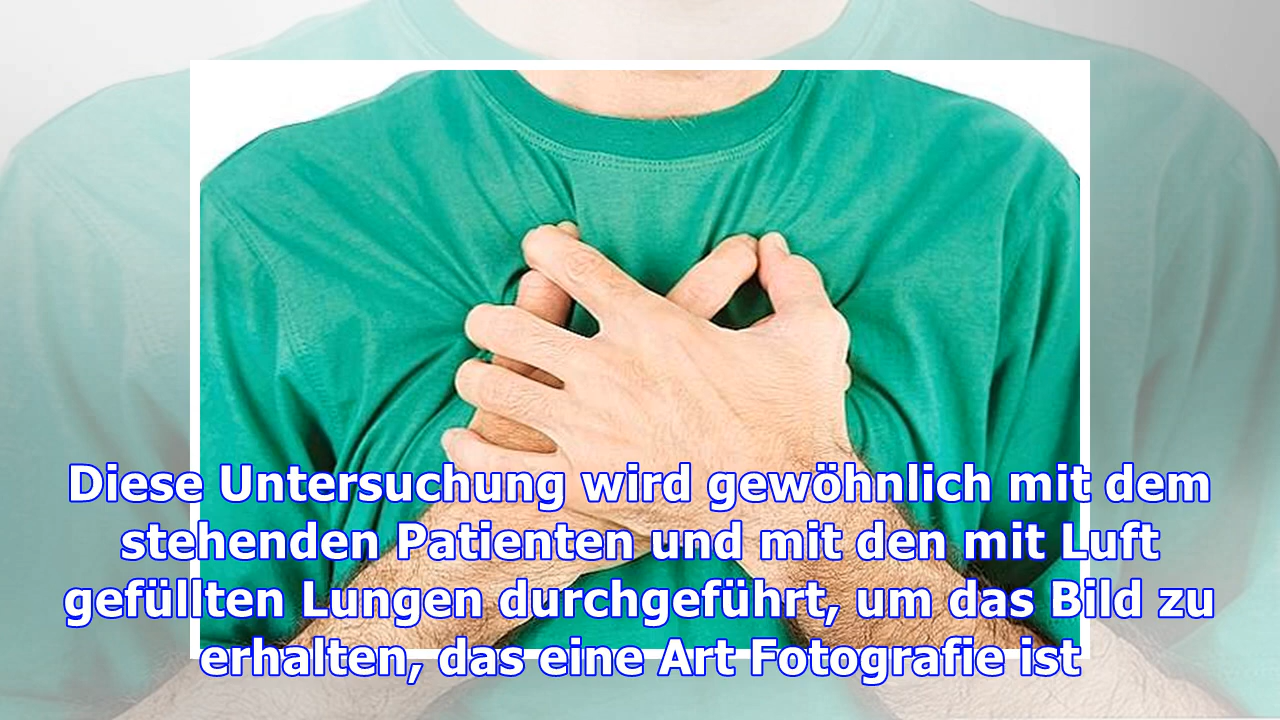 Diese Untersuchung wird gewöhnlich mit dem
stehenden Patienten und mit den mit Luft
gefüllten Lungen durchgeführt, um das Bild zu
erhalten, das eine Art Fotografie ist